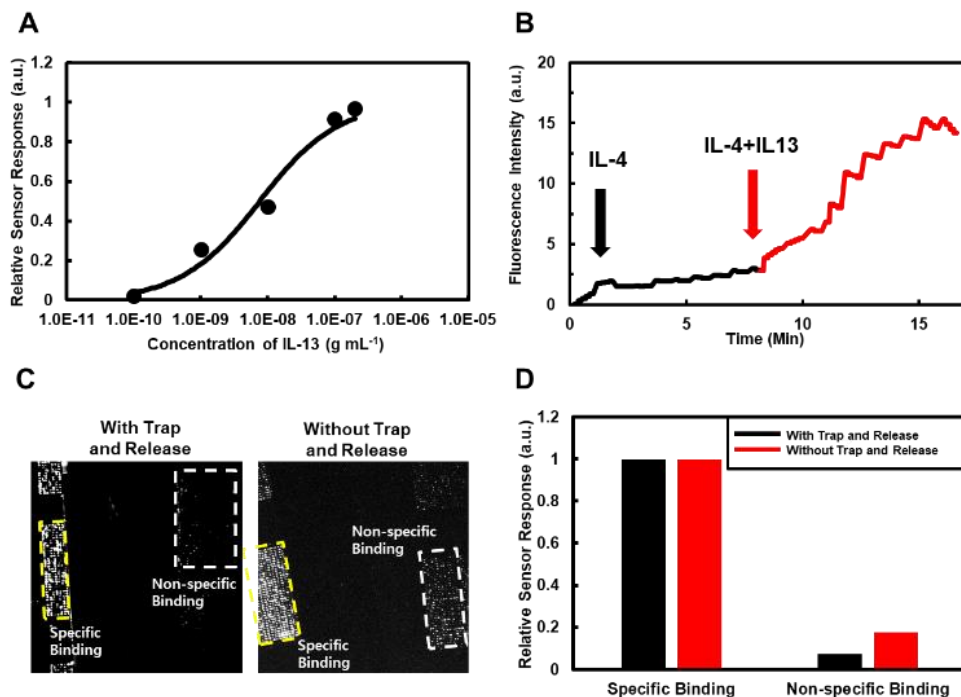 A
Relative Sensor Response (a.u.)
1.2
1
0.8
0.6
0.4
0.2
0
1.0E-11 1.0E-10 1.0E-09 1.0E-08 1.0E-07 1.0E-06 1.0E-05
Concentration of IL-13 (g mL⁻¹)
B
Fluorescence Intensity (a.u.)
20
15
10
5
0
IL-4
IL-4+IL13
0 5 10 15
Time (Min)
C
With Trap
and Release
Without Trap
and Release
Non-specific
Binding
Specific
Binding
Non-specific
Binding
Specific
Binding
D
Relative Sensor Response (a.u.)
1.2
1
0.8
0.6
0.4
0.2
0
With Trap and Release
Without Trap and Release
Specific Binding Non-specific Binding